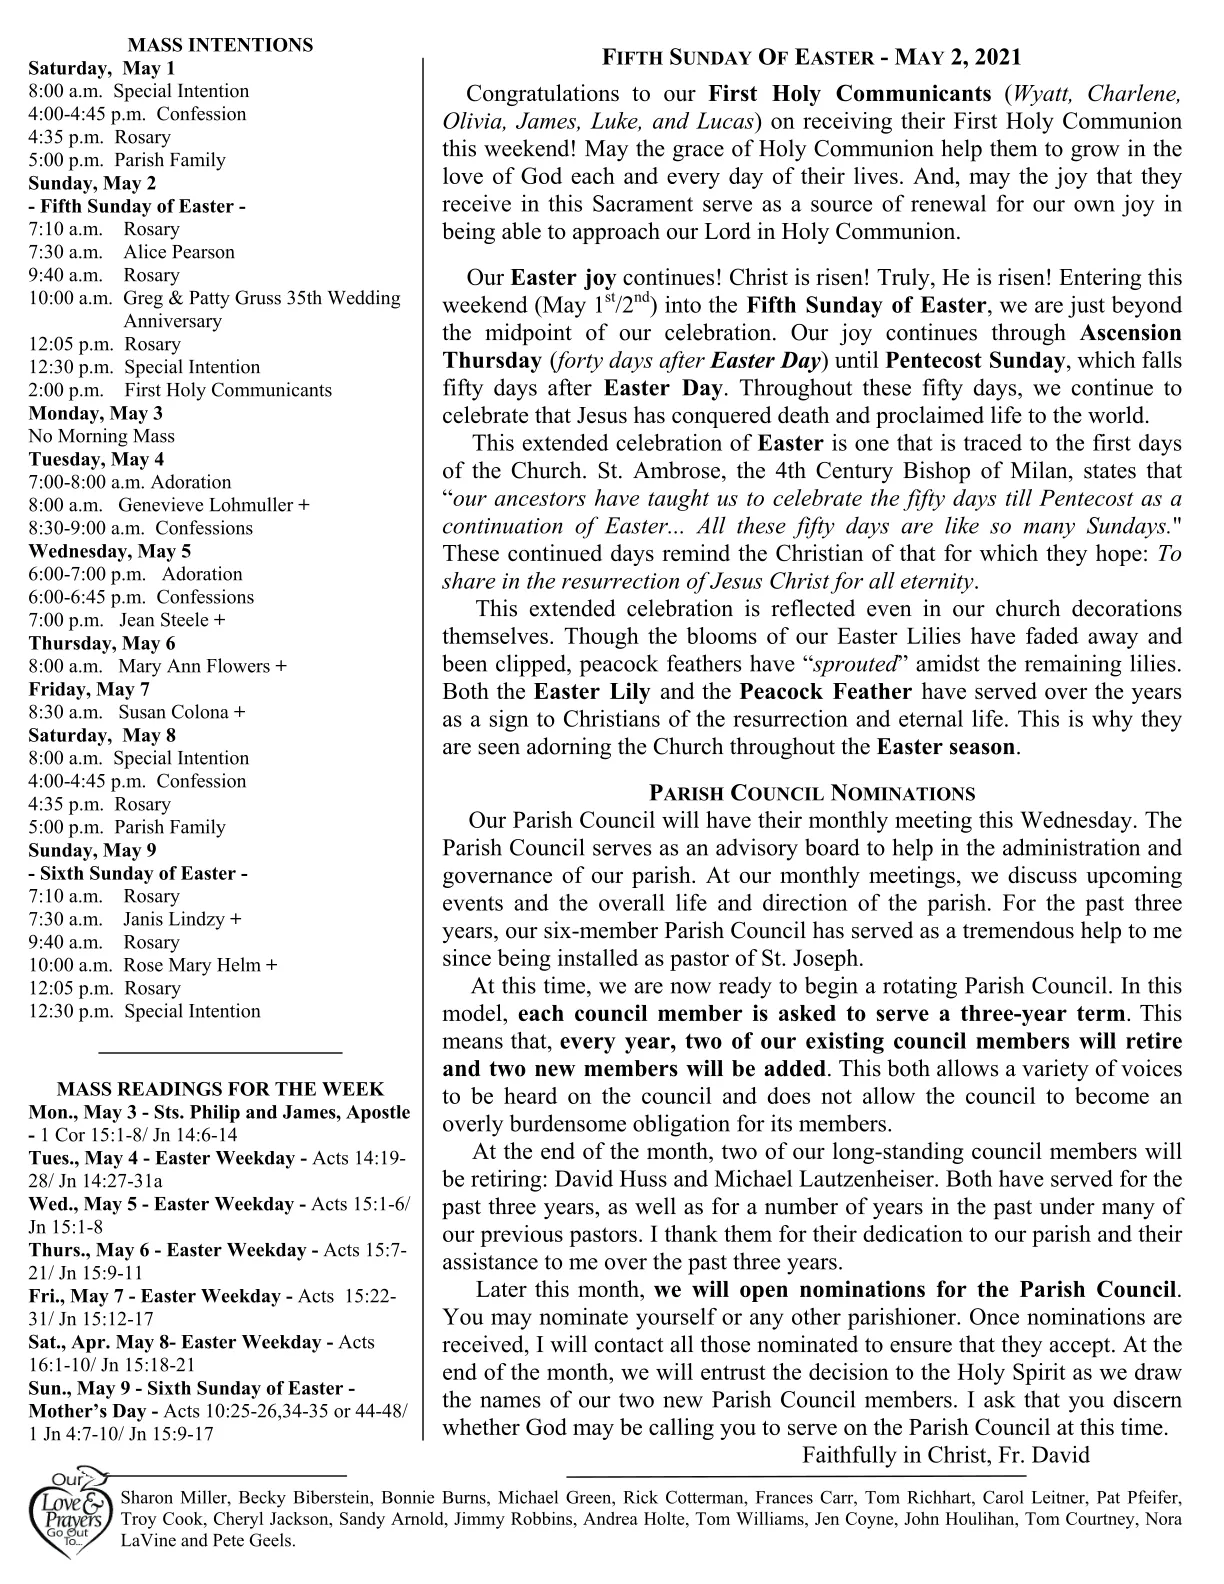 MASS INTENTIONS
Saturday,  May 1
8:00 a.m.  Special Intention
4:00-4:45 p.m.  Confession
4:35 p.m.  Rosary
5:00 p.m.  Parish Family
Sunday, May 2
- Fifth Sunday of Easter -
7:10 a.m.    Rosary
7:30 a.m.    Alice Pearson
9:40 a.m.    Rosary
10:00 a.m.  Greg & Patty Gruss 35th Wedding
Anniversary
12:05 p.m.  Rosary
12:30 p.m.  Special Intention
2:00 p.m.    First Holy Communicants
Monday, May 3
No Morning Mass
Tuesday, May 4
7:00-8:00 a.m. Adoration
8:00 a.m.   Genevieve Lohmuller +
8:30-9:00 a.m.  Confessions
Wednesday, May 5
6:00-7:00 p.m.   Adoration
6:00-6:45 p.m.  Confessions
7:00 p.m.   Jean Steele +
Thursday, May 6
8:00 a.m.   Mary Ann Flowers +
Friday, May 7
8:30 a.m.   Susan Colona +
Saturday,  May 8
8:00 a.m.  Special Intention
4:00-4:45 p.m.  Confession
4:35 p.m.  Rosary
5:00 p.m.  Parish Family
Sunday, May 9
- Sixth Sunday of Easter -
7:10 a.m.    Rosary
7:30 a.m.    Janis Lindzy +
9:40 a.m.    Rosary
10:00 a.m.  Rose Mary Helm +
12:05 p.m.  Rosary
12:30 p.m.  Special Intention
MASS READINGS FOR THE WEEK
Mon., May 3 - Sts. Philip and James, Apostle
- 1 Cor 15:1-8/ Jn 14:6-14
Tues., May 4 - Easter Weekday - Acts 14:19-
28/ Jn 14:27-31a
Wed., May 5 - Easter Weekday - Acts 15:1-6/
Jn 15:1-8
Thurs., May 6 - Easter Weekday - Acts 15:7-
21/ Jn 15:9-11
Fri., May 7 - Easter Weekday - Acts  15:22-
31/ Jn 15:12-17
Sat., Apr. May 8- Easter Weekday - Acts
16:1-10/ Jn 15:18-21
Sun., May 9 - Sixth Sunday of Easter -
Mother’s Day - Acts 10:25-26,34-35 or 44-48/
1 Jn 4:7-10/ Jn 15:9-17
FIFTH SUNDAY OF EASTER - MAY 2, 2021
Congratulations to our First Holy Communicants (Wyatt, Charlene,
Olivia, James, Luke, and Lucas) on receiving their First Holy Communion
this weekend! May the grace of Holy Communion help them to grow in the
love of God each and every day of their lives. And, may the joy that they
receive in this Sacrament serve as a source of renewal for our own joy in
being able to approach our Lord in Holy Communion.
Our Easter joy continues! Christ is risen! Truly, He is risen! Entering this
weekend (May 1st/2nd) into the Fifth Sunday of Easter, we are just beyond
the midpoint of our celebration. Our joy continues through Ascension
Thursday (forty days after Easter Day) until Pentecost Sunday, which falls
fifty days after Easter Day. Throughout these fifty days, we continue to
celebrate that Jesus has conquered death and proclaimed life to the world.
This extended celebration of Easter is one that is traced to the first days
of the Church. St. Ambrose, the 4th Century Bishop of Milan, states that
“our ancestors have taught us to celebrate the fifty days till Pentecost as a
continuation of Easter... All these fifty days are like so many Sundays."
These continued days remind the Christian of that for which they hope: To
share in the resurrection of Jesus Christ for all eternity.
This extended celebration is reflected even in our church decorations
themselves. Though the blooms of our Easter Lilies have faded away and
been clipped, peacock feathers have “sprouted” amidst the remaining lilies.
Both the Easter Lily and the Peacock Feather have served over the years
as a sign to Christians of the resurrection and eternal life. This is why they
are seen adorning the Church throughout the Easter season.
PARISH COUNCIL NOMINATIONS
Our Parish Council will have their monthly meeting this Wednesday. The
Parish Council serves as an advisory board to help in the administration and
governance of our parish. At our monthly meetings, we discuss upcoming
events and the overall life and direction of the parish. For the past three
years, our six-member Parish Council has served as a tremendous help to me
since being installed as pastor of St. Joseph.
At this time, we are now ready to begin a rotating Parish Council. In this
model, each council member is asked to serve a three-year term. This
means that, every year, two of our existing council members will retire
and two new members will be added. This both allows a variety of voices
to be heard on the council and does not allow the council to become an
overly burdensome obligation for its members.
At the end of the month, two of our long-standing council members will
be retiring: David Huss and Michael Lautzenheiser. Both have served for the
past three years, as well as for a number of years in the past under many of
our previous pastors. I thank them for their dedication to our parish and their
assistance to me over the past three years.
Later this month, we will open nominations for the Parish Council.
You may nominate yourself or any other parishioner. Once nominations are
received, I will contact all those nominated to ensure that they accept. At the
end of the month, we will entrust the decision to the Holy Spirit as we draw
the names of our two new Parish Council members. I ask that you discern
whether God may be calling you to serve on the Parish Council at this time.
Faithfully in Christ, Fr. David
Our
Love &
Prayers
Go Out
To...
Sharon Miller, Becky Biberstein, Bonnie Burns, Michael Green, Rick Cotterman, Frances Carr, Tom Richhart, Carol Leitner, Pat Pfeifer,
Troy Cook, Cheryl Jackson, Sandy Arnold, Jimmy Robbins, Andrea Holte, Tom Williams, Jen Coyne, John Houlihan, Tom Courtney, Nora
LaVine and Pete Geels.